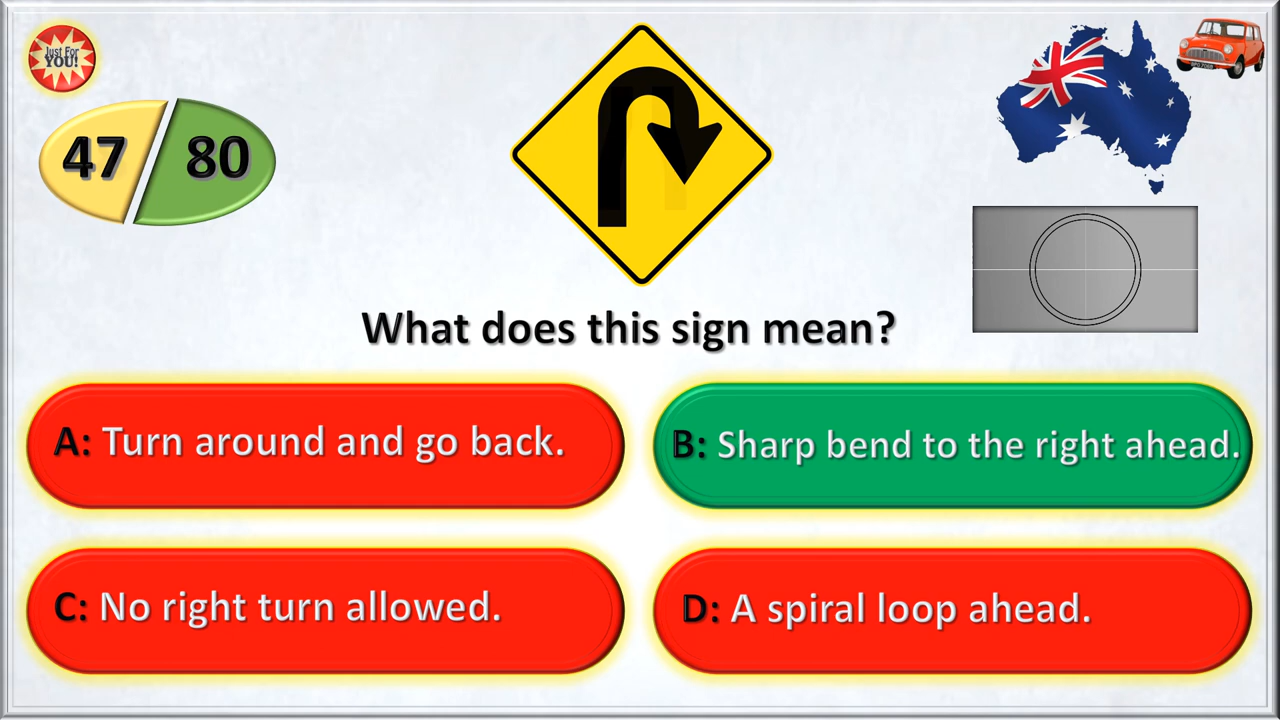 Just For
YOU!
47 80
What does this sign mean?
A: Turn around and go back.
B: Sharp bend to the right ahead.
C: No right turn allowed.
D: A spiral loop ahead.